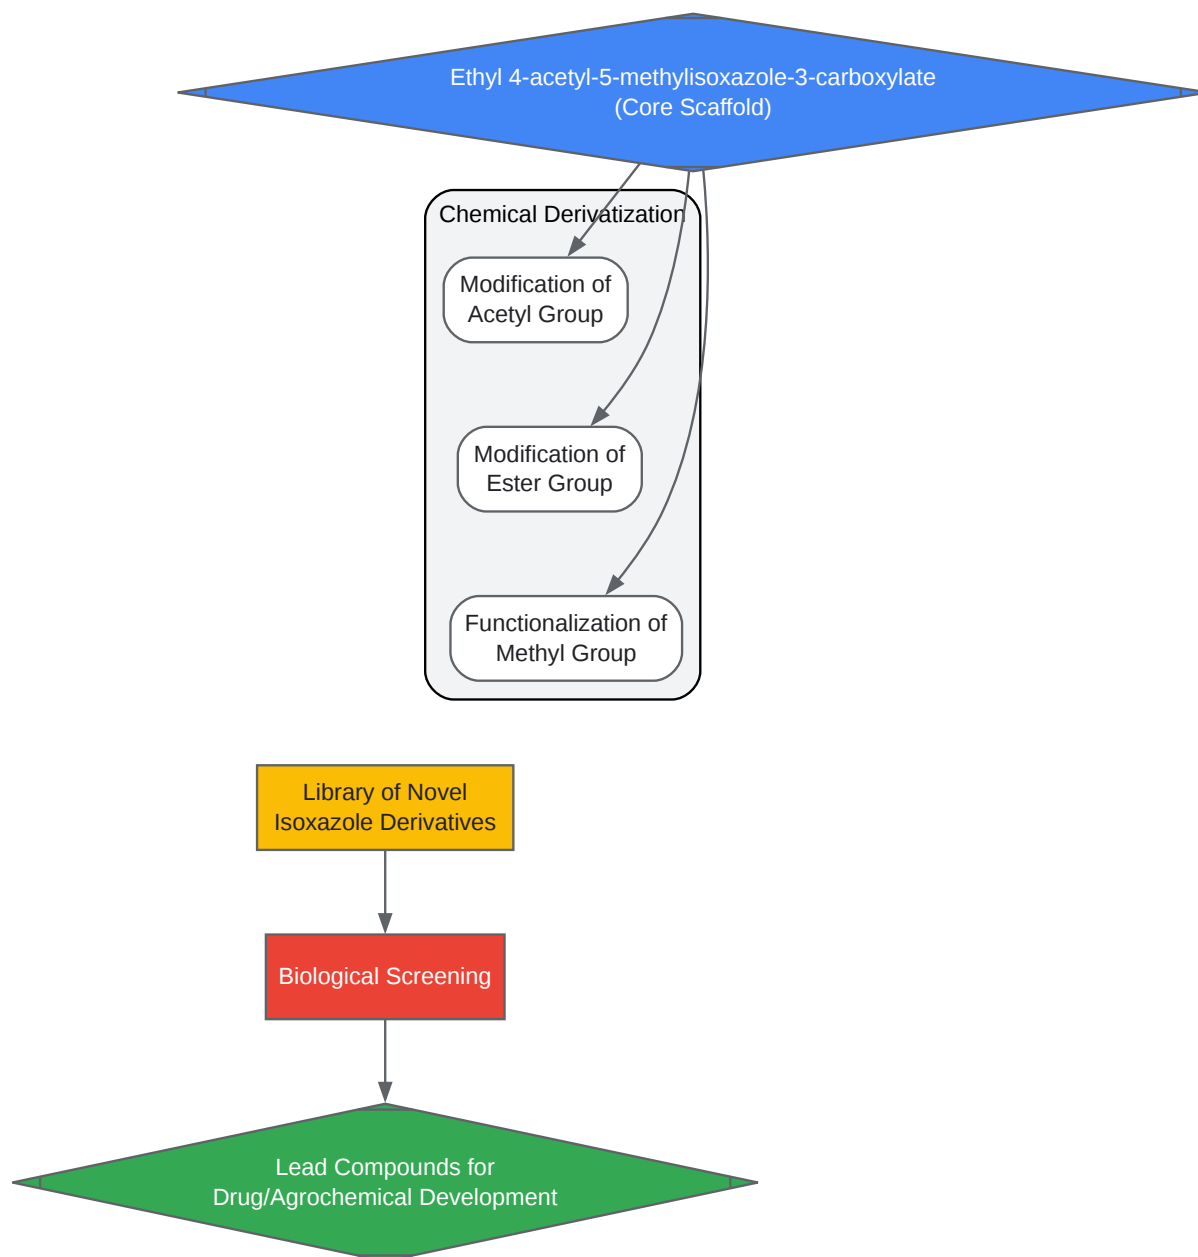 Ethyl 4-acetyl-5-methylisoxazole-3-carboxylate
(Core Scaffold)
Chemical Derivatization
Modification of
Acetyl Group
Modification of
Ester Group
Functionalization of
Methyl Group
Library of Novel
Isoxazole Derivatives
Biological Screening
Lead Compounds for
Drug/Agrochemical Development